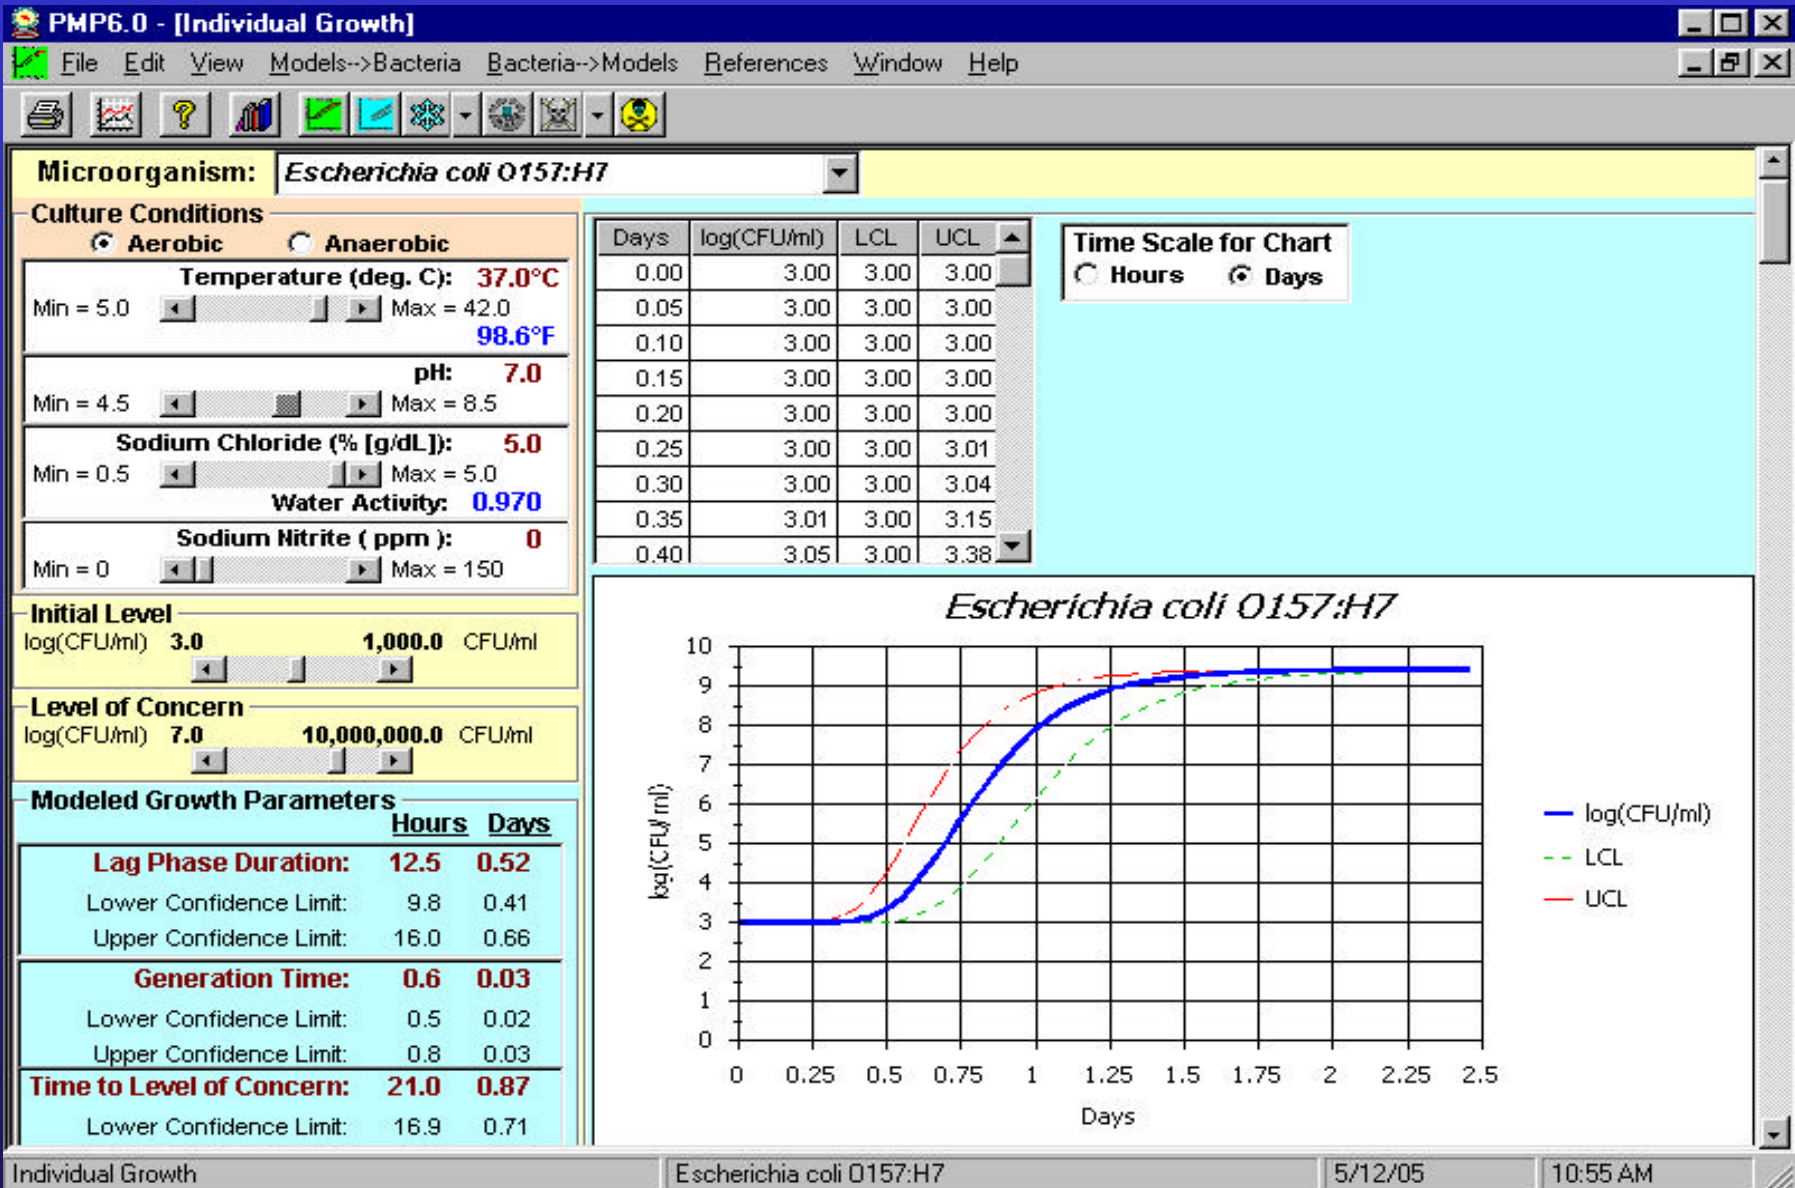 PMP6.0 - [Individual Growth]
File Edit View Models-->Bacteria Bacteria-->Models References Window Help
Microorganism: Escherichia coli O157:H7
Culture Conditions
Aerobic Anaerobic
Temperature (deg. C): 37.0°C
Min = 5.0 Max = 42.0
98.6°F
pH: 7.0
Min = 4.5 Max = 8.5
Sodium Chloride (% [g/dL]): 5.0
Min = 0.5 Max = 5.0
Water Activity: 0.970
Sodium Nitrite ( ppm ): 0
Min = 0 Max = 150
Initial Level
log(CFU/ml) 3.0 1,000.0 CFU/ml
Level of Concern
log(CFU/ml) 7.0 10,000,000.0 CFU/ml
Modeled Growth Parameters
Hours Days
Lag Phase Duration: 12.5 0.52
Lower Confidence Limit: 9.8 0.41
Upper Confidence Limit: 16.0 0.66
Generation Time: 0.6 0.03
Lower Confidence Limit: 0.5 0.02
Upper Confidence Limit: 0.8 0.03
Time to Level of Concern: 21.0 0.87
Lower Confidence Limit: 16.9 0.71
Days log(CFU/ml) LCL UCL
0.00 3.00 3.00 3.00
0.05 3.00 3.00 3.00
0.10 3.00 3.00 3.00
0.15 3.00 3.00 3.00
0.20 3.00 3.00 3.00
0.25 3.00 3.00 3.01
0.30 3.00 3.00 3.04
0.35 3.01 3.00 3.15
0.40 3.05 3.00 3.38
Time Scale for Chart
Hours Days
Escherichia coli O157:H7
10
9
8
7
6
5
4
3
2
1
0
log(CFU/ml)
0 0.25 0.5 0.75 1 1.25 1.5 1.75 2 2.25 2.5
Days
log(CFU/ml)
LCL
UCL
Individual Growth Escherichia coli O157:H7 5/12/05 10:55 AM